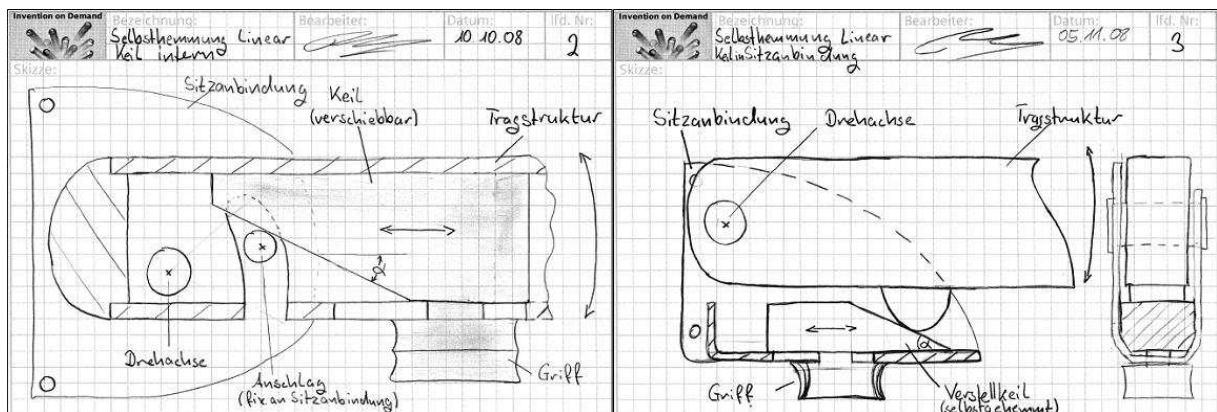 Invention on Demand
Bezeichnung:
Selbsthemmung Linear
Keil intern
Bearbeiter:
Datum:
10.10.08
lfd. Nr:
2
Skizze:
Sitzanbindung
Keil
(verschiebbar)
Tragstruktur
α
Drehachse
Anschlag
(fix an Sitzanbindung)
Griff
Invention on Demand
Bezeichnung:
Selbsthemmung Linear
Keil in Sitzanbindung
Bearbeiter:
Datum:
05.11.08
lfd. Nr:
3
Skizze:
Sitzanbindung
Drehachse
Tragstruktur
α
Griff
Verstellkeil
(selbstgehemmt)